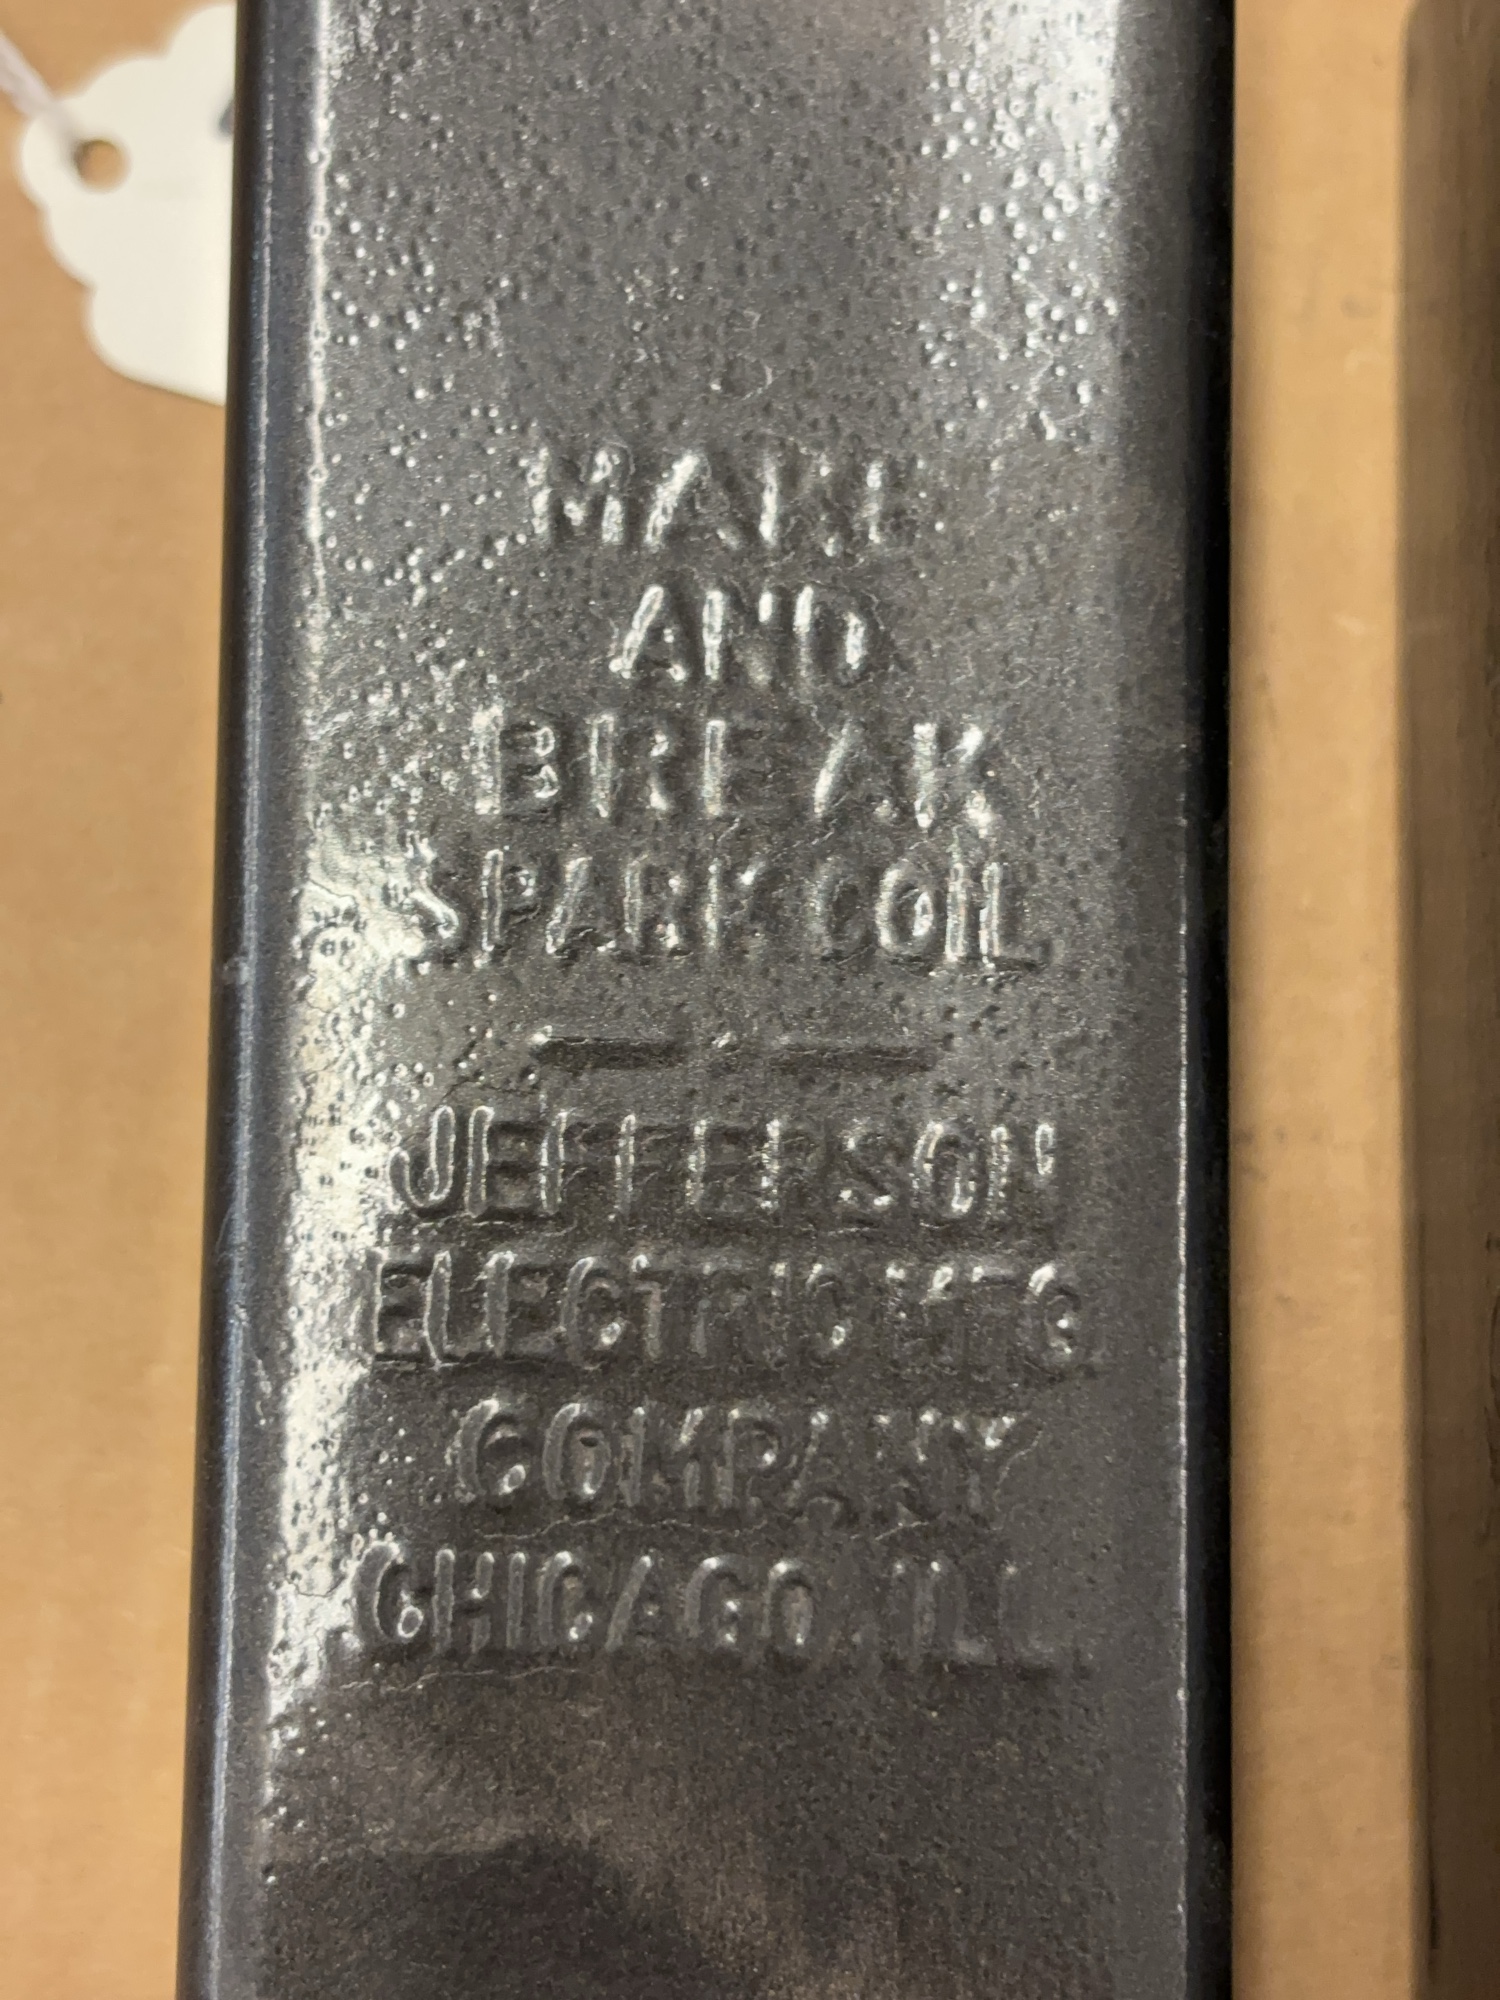 MAKE
AND
BREAK
SPARK COIL
JEFFERSON
ELECTRIC MFG
COMPANY
CHICAGO, ILL.